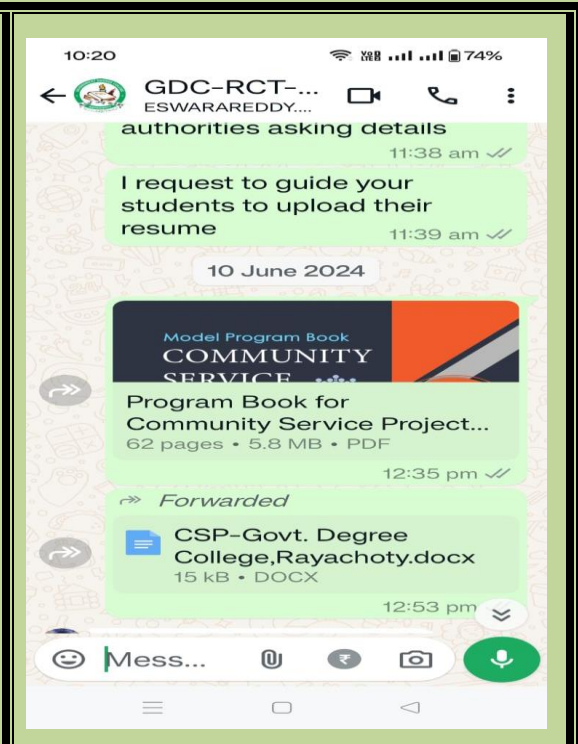 10:20
VoB LTE8 74%
GDC-RCT-...
ESWARAREDDY....
authorities asking details
11:38 am
I request to guide your
students to upload their
resume
11:39 am
10 June 2024
Model Program Book
COMMUNITY
SERVICE
Program Book for
Community Service Project...
62 pages • 5.8 MB • PDF
12:35 pm
Forwarded
CSP-Govt. Degree
College,Rayachoty.docx
15 kB • DOCX
12:53 pm
Mess...
₹